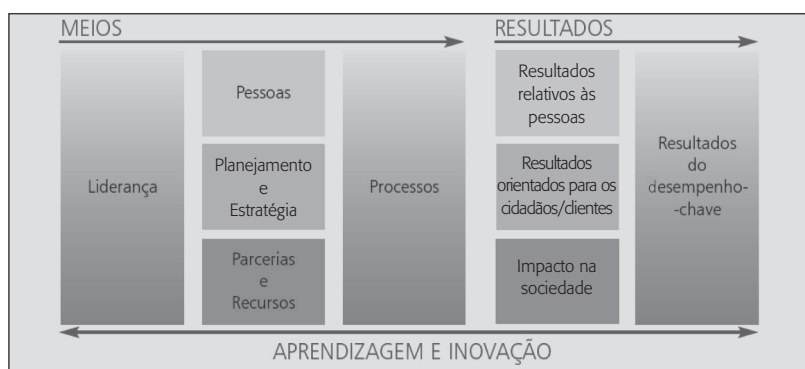 MEIOS
RESULTADOS
Liderança
Pessoas
Planejamento
e
Estratégia
Parcerias
e
Recursos
Processos
Resultados
relativos às
pessoas
Resultados
orientados para os
cidadãos/clientes
Impacto na
sociedade
Resultados
do
desempenho-
-chave
APRENDIZAGEM E INOVAÇÃO